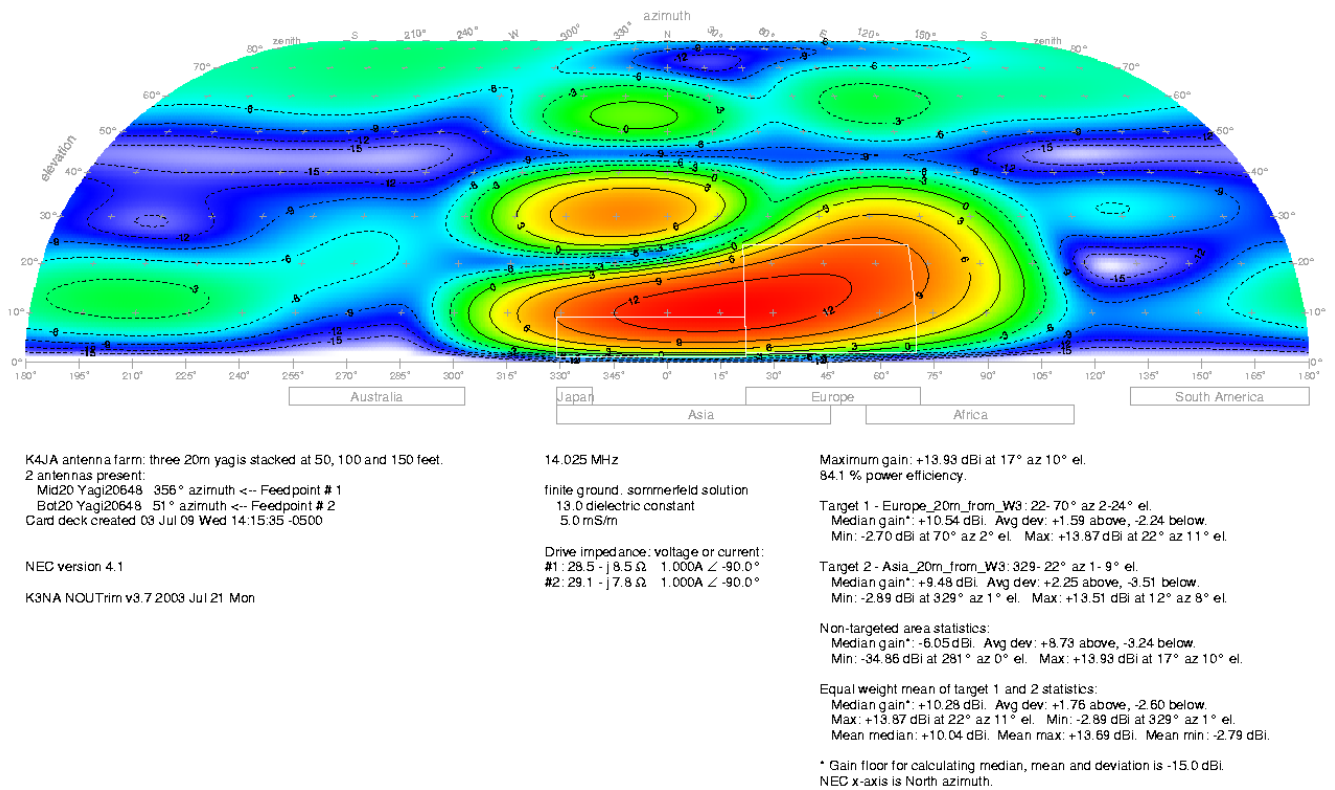 azimuth
zenith S 210° 240° W 300° 330° N 30° 60° E 120° 150° S zenith
80° 80°
70° 70°
60° 60°
50° 50°
40° 40°
30° 30°
20° 20°
10° 10°
0° 0°
elevation
180° 210° 225° 240° 255° 270° 285° 300° 315° 330° 345° 0° 15° 30° 45° 60° 75° 90° 105° 120° 135° 150° 165° 180°
Australia Japan Europe South America
Asia Africa
K4JA antenna farm: three 20m yagis stacked at 50, 100 and 150 feet.
2 antennas present:
Mid20 Yagi20648 356° azimuth <-- Feedpoint # 1
Bot20 Yagi20648 51° azimuth <-- Feedpoint # 2
Card deck created 03 Jul 09 Wed 14:15:35 -0500
NEC version 4.1
K3NA NOUTrim v3.7 2003 Jul 21 Mon
14.025 MHz
finite ground. sommerfeld solution
13.0 dielectric constant
5.0 mS/m
Drive impedance: voltage or current:
#1: 28.5 - j 8.5 Ω 1.000A ∠ -90.0°
#2: 29.1 - j 7.8 Ω 1.000A ∠ -90.0°
Maximum gain: +13.93 dBi at 17° az 10° el.
84.1 % power efficiency.
Target 1 - Europe_20m_from_W3: 22- 70° az 2-24° el.
Median gain*: +10.54 dBi. Avg dev: +1.59 above, -2.24 below.
Min: -2.70 dBi at 70° az 2° el. Max: +13.87 dBi at 22° az 11° el.
Target 2 - Asia_20m_from_W3: 329- 22° az 1- 9° el.
Median gain*: +9.48 dBi. Avg dev: +2.25 above, -3.51 below.
Min: -2.89 dBi at 329° az 1° el. Max: +13.51 dBi at 12° az 8° el.
Non-targeted area statistics:
Median gain*: -6.05 dBi. Avg dev: +8.73 above, -3.24 below.
Min: -34.86 dBi at 281° az 0° el. Max: +13.93 dBi at 17° az 10° el.
Equal weight mean of target 1 and 2 statistics:
Median gain*: +10.28 dBi. Avg dev: +1.76 above, -2.60 below.
Max: +13.87 dBi at 22° az 11° el. Min: -2.89 dBi at 329° az 1° el.
Mean median: +10.04 dBi. Mean max: +13.69 dBi. Mean min: -2.79 dBi.
* Gain floor for calculating median, mean and deviation is -15.0 dBi.
NEC x-axis is North azimuth.